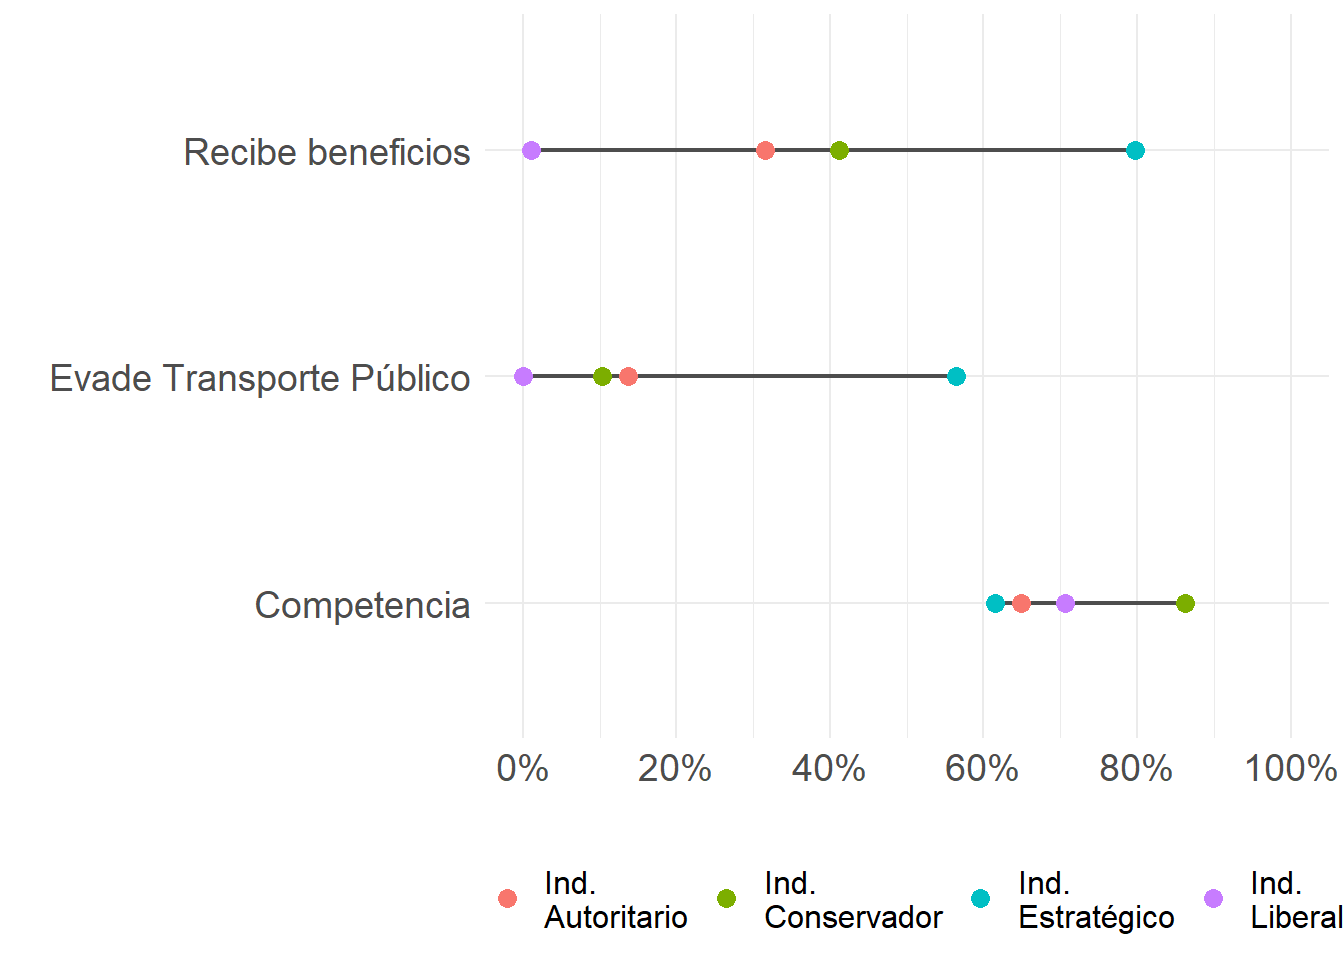 Recibe beneficios
Evade Transporte Público
Competencia
0% 20% 40% 60% 80% 100%
Ind. Autoritario
Ind. Conservador
Ind. Estratégico
Ind. Liberal